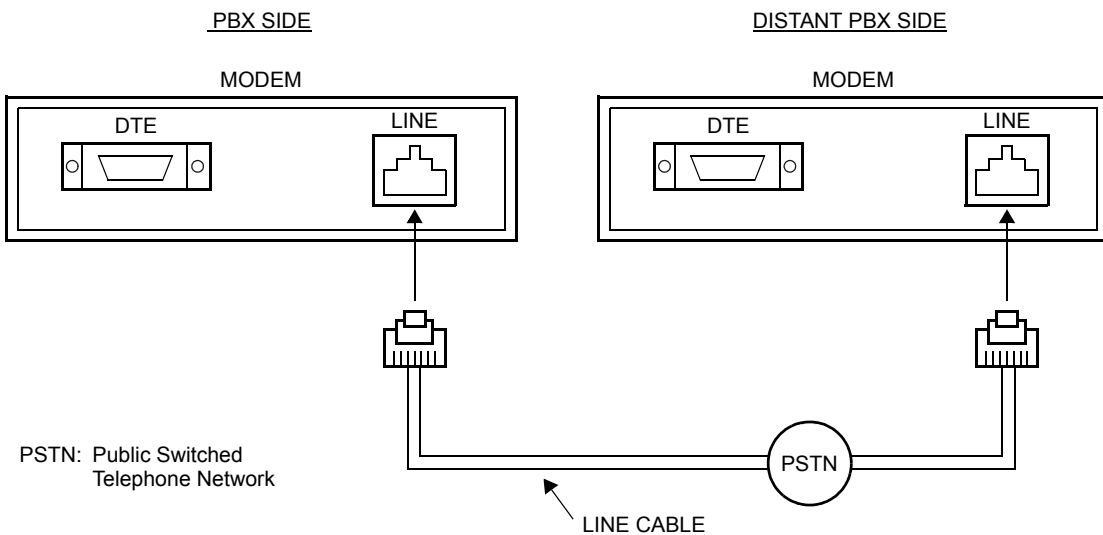 PBX SIDE
DISTANT PBX SIDE
MODEM
MODEM
DTE
LINE
DTE
LINE
PSTN: Public Switched
Telephone Network
PSTN
LINE CABLE